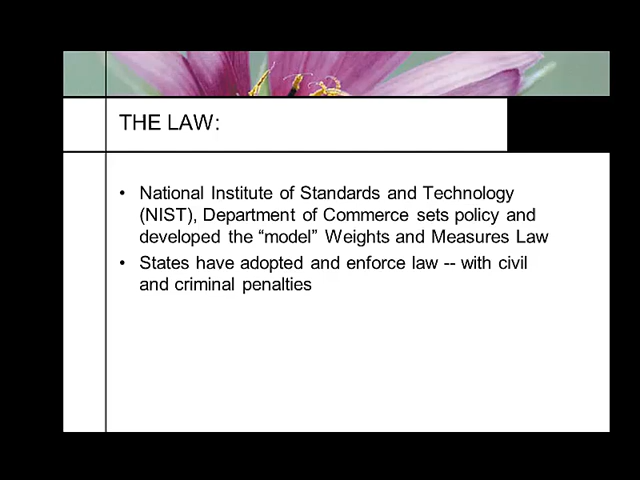 THE LAW:
• National Institute of Standards and Technology
(NIST), Department of Commerce sets policy and
developed the “model” Weights and Measures Law
• States have adopted and enforce law -- with civil
and criminal penalties